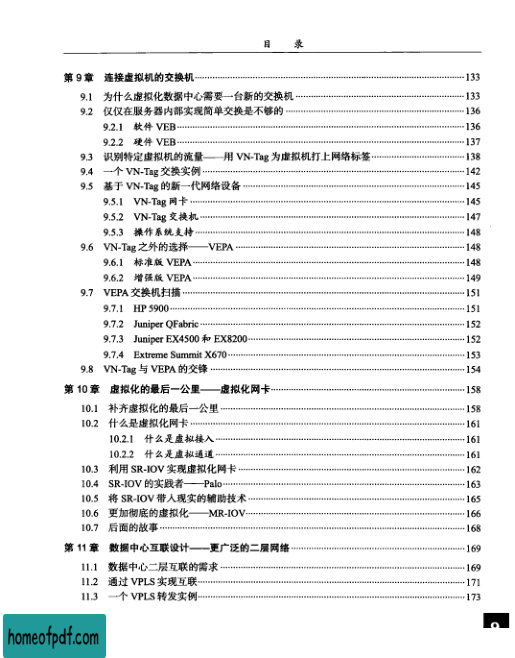 目 录
第 9 章 连接虚拟机的交换机 133
9.1 为什么虚拟化数据中心需要一台新的交换机 133
9.2 仅仅在服务器内部实现简单交换是不够的 136
9.2.1 软件 VEB 136
9.2.2 硬件 VEB 137
9.3 识别特定虚拟机的流量——用 VN-Tag 为虚拟机打上网络标签 138
9.4 一个 VN-Tag 交换实例 142
9.5 基于 VN-Tag 的新一代网络设备 145
9.5.1 VN-Tag 网卡 145
9.5.2 VN-Tag 交换机 147
9.5.3 操作系统支持 148
9.6 VN-Tag 之外的选择——VEPA 148
9.6.1 标准版 VEPA 148
9.6.2 增强版 VEPA 149
9.7 VEPA 交换机扫描 151
9.7.1 HP 5900 151
9.7.2 Juniper QFabric 152
9.7.3 Juniper EX4500 和 EX8200 152
9.7.4 Extreme Summit X670 153
9.8 VN-Tag 与 VEPA 的交锋 154
第 10 章 虚拟化的最后一公里——虚拟化网卡 158
10.1 补齐虚拟化的最后一公里 158
10.2 什么是虚拟化网卡 161
10.2.1 什么是虚拟接入 161
10.2.2 什么是虚拟通道 161
10.3 利用 SR-IOV 实现虚拟化网卡 162
10.4 SR-IOV 的实践者——Palo 163
10.5 将 SR-IOV 带入现实的辅助技术 165
10.6 更加彻底的虚拟化——MR-IOV 166
10.7 后面的故事 168
第 11 章 数据中心互联设计——更广泛的二层网络 169
11.1 数据中心二层互联的需求 169
11.2 通过 VPLS 实现互联 171
11.3 一个 VPLS 转发实例 173
homeofpdf.com